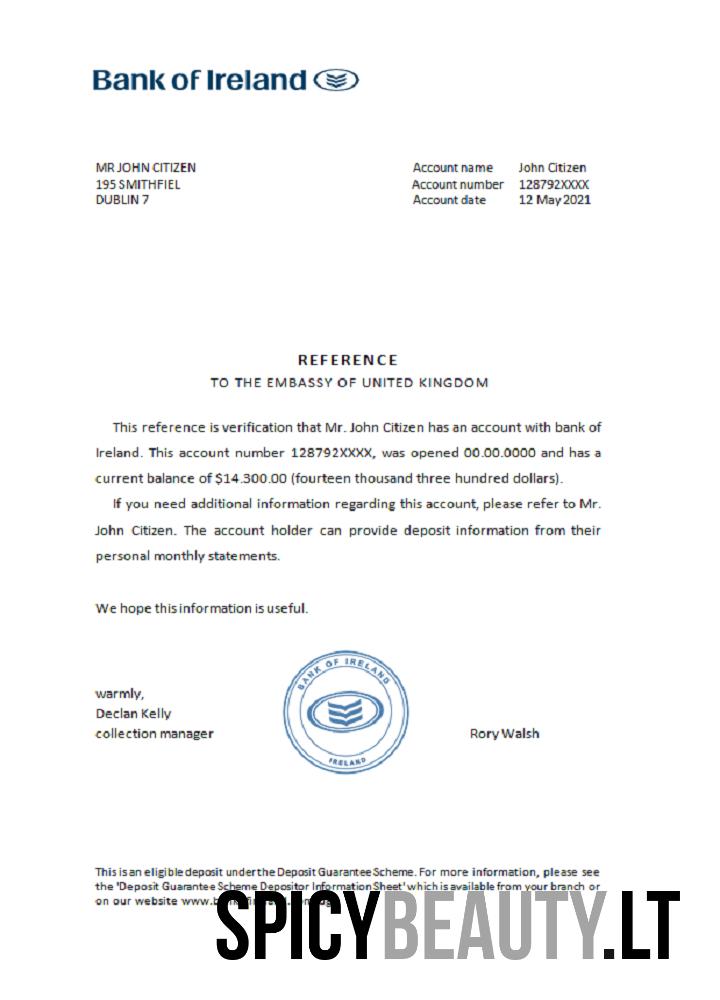 Bank of Ireland
MR JOHN CITIZEN
195 SMITHFIEL
DUBLIN 7
Account name John Citizen
Account number 128792XXXX
Account date 12 May 2021
REFERENCE
TO THE EMBASSY OF UNITED KINGDOM
This reference is verification that Mr. John Citizen has an account with bank of
Ireland. This account number 128792XXXX, was opened 00.00.0000 and has a
current balance of $14.300.00 (fourteen thousand three hundred dollars).
If you need additional information regarding this account, please refer to Mr.
John Citizen. The account holder can provide deposit information from their
personal monthly statements.
We hope this information is useful.
warmly,
Declan Kelly
collection manager
BANK OF IRELAND
IRELAND
Rory Walsh
This is an eligible deposit under the Deposit Guarantee Scheme. For more information, please see
the 'Deposit Guarantee Scheme Depositor Information Sheet' which is available from your branch or
on our website
SPICYBEAUTY.LT